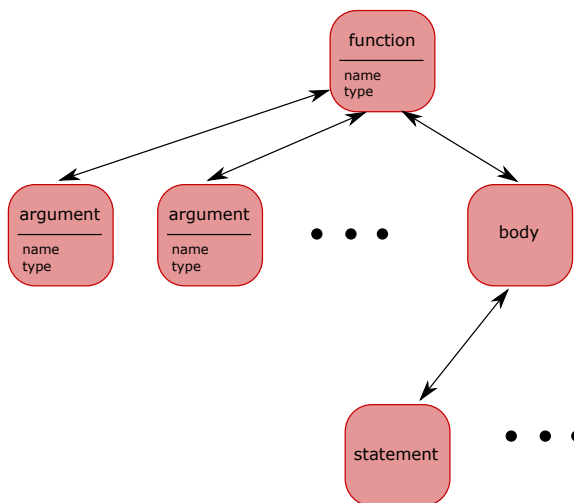 function
name
type
argument
name
type
argument
name
type
body
statement